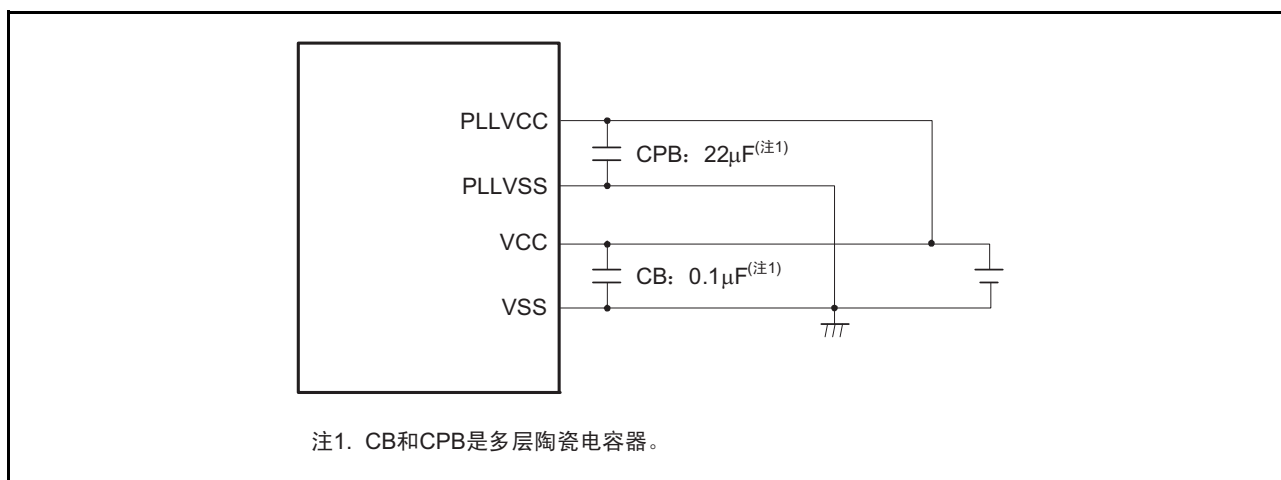 PLLVCC
CPB：22μF(注1)
PLLVSS
VCC
CB：0.1μF(注1)
VSS
注1. CB和CPB是多层陶瓷电容器。